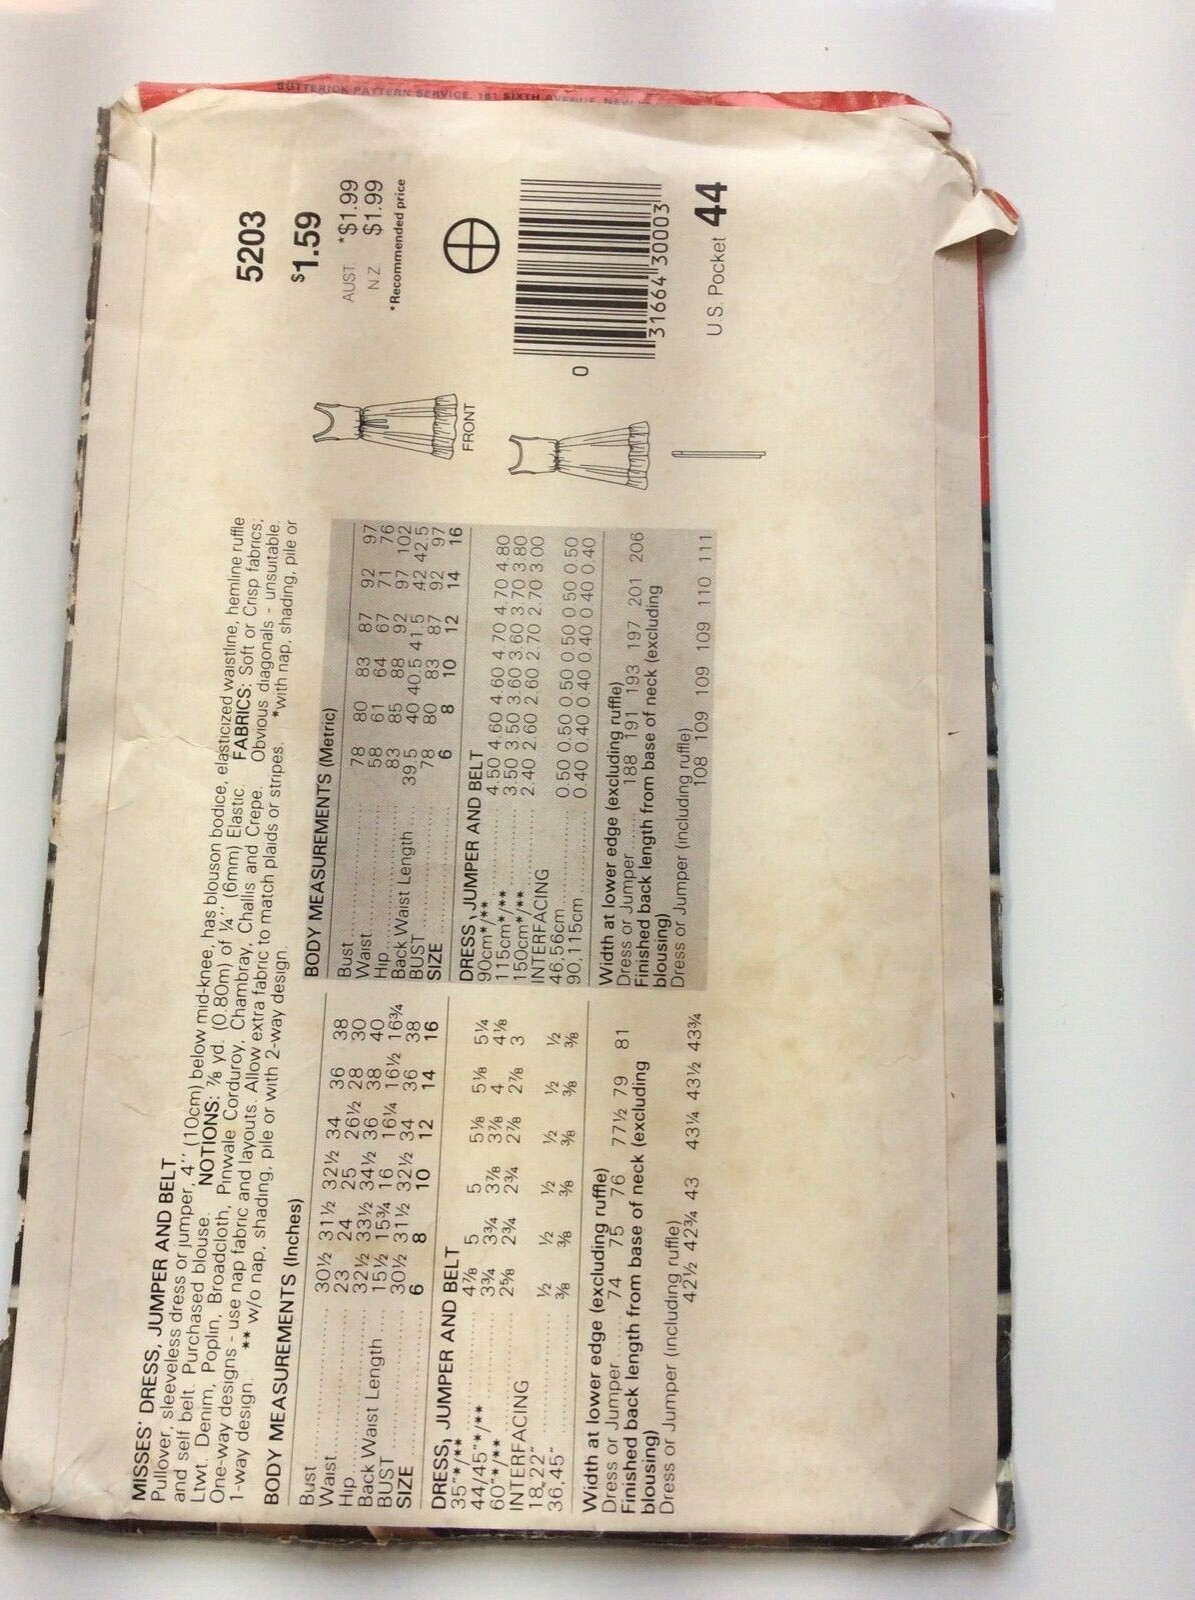 BUTTERICK PATTERN SERVICE, 161 SIXTH AVENUE, NEW
5203
$1.59
AUST *$1.99
NZ $1.99
*Recommended price
0 31664 30003
U.S. Pocket 44
FRONT
MISSES' DRESS, JUMPER AND BELT
Pullover, sleeveless dress or jumper, 4'' (10cm) below mid-knee, has blouson bodice, elasticized waistline, hemline ruffle
and self belt. Purchased blouse. NOTIONS: ⅞ yd. (0.80m) of ¼'' (6mm) Elastic. FABRICS: Soft or Crisp fabrics;
Ltwt. Denim, Poplin, Broadcloth, Pinwale Corduroy, Chambray, Challis and Crepe. Obvious diagonals - unsuitable.
One-way designs - use nap fabric and layouts. Allow extra fabric to match plaids or stripes. *with nap, shading, pile or
1-way design. ** w/o nap, shading, pile or with 2-way design.
BODY MEASUREMENTS (Inches)
Bust 30½ 31½ 32½ 34 36 38
Waist 23 24 25 26½ 28 30
Hip 32½ 33½ 34½ 36 38 40
Back Waist Length 15½ 15¾ 16 16¼ 16½ 16¾
BUST 30½ 31½ 32½ 34 36 38
SIZE 6 8 10 12 14 16
DRESS, JUMPER AND BELT
35"*/** 4⅞ 5 5 5⅛ 5⅛ 5¼
44/45"*/** 3¾ 3¾ 3⅞ 3⅞ 4 4⅛
60"*/** 2⅝ 2¾ 2¾ 2⅞ 2⅞ 3
INTERFACING
18,22" ½ ½ ½ ½ ½ ½
36,45" ⅜ ⅜ ⅜ ⅜ ⅜ ⅜
Width at lower edge (excluding ruffle)
Dress or Jumper 74 75 76 77½ 79 81
Finished back length from base of neck (excluding
blousing)
Dress or Jumper (including ruffle)
42½ 42¾ 43 43¼ 43½ 43¾
BODY MEASUREMENTS (Metric)
Bust 78 80 83 87 92 97
Waist 58 61 64 67 71 76
Hip 83 85 88 92 97 102
Back Waist Length 39.5 40 40.5 41.5 42 42.5
BUST 78 80 83 87 92 97
SIZE 6 8 10 12 14 16
DRESS, JUMPER AND BELT
90cm*/** 4.50 4.60 4.60 4.70 4.70 4.80
115cm*/** 3.50 3.50 3.60 3.60 3.70 3.80
150cm*/** 2.40 2.60 2.60 2.70 2.70 3.00
INTERFACING
46,56cm 0.50 0.50 0.50 0.50 0.50 0.50
90,115cm 0.40 0.40 0.40 0.40 0.40 0.40
Width at lower edge (excluding ruffle)
Dress or Jumper 188 191 193 197 201 206
Finished back length from base of neck (excluding
blousing)
Dress or Jumper (including ruffle)
108 109 109 109 110 111